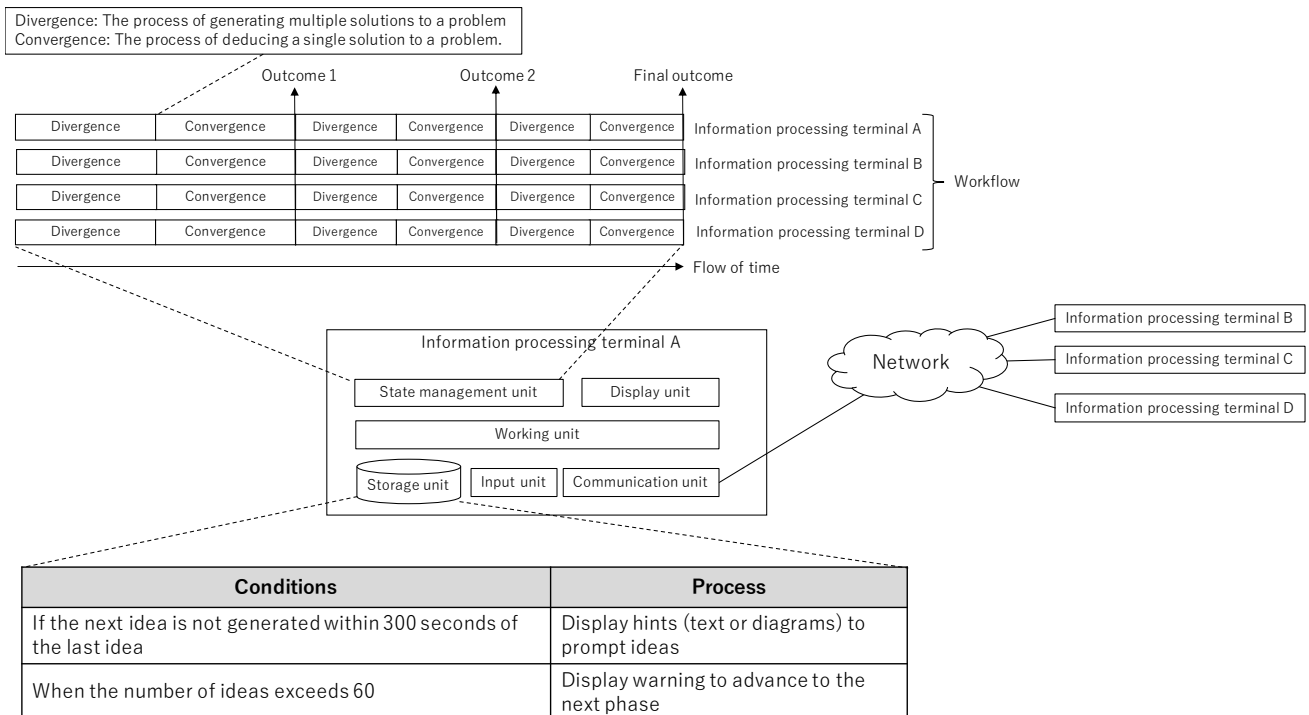 Divergence: The process of generating multiple solutions to a problem
Convergence: The process of deducing a single solution to a problem.
Outcome 1
Outcome 2
Final outcome
Divergence
Convergence
Divergence
Convergence
Divergence
Convergence
Information processing terminal A
Divergence
Convergence
Divergence
Convergence
Divergence
Convergence
Information processing terminal B
Workflow
Divergence
Convergence
Divergence
Convergence
Divergence
Convergence
Information processing terminal C
Divergence
Convergence
Divergence
Convergence
Divergence
Convergence
Information processing terminal D
Flow of time
Information processing terminal A
State management unit
Display unit
Working unit
Storage unit
Input unit
Communication unit
Network
Information processing terminal B
Information processing terminal C
Information processing terminal D
Conditions
Process
If the next idea is not generated within 300 seconds of
the last idea
Display hints (text or diagrams) to
prompt ideas
When the number of ideas exceeds 60
Display warning to advance to the
next phase